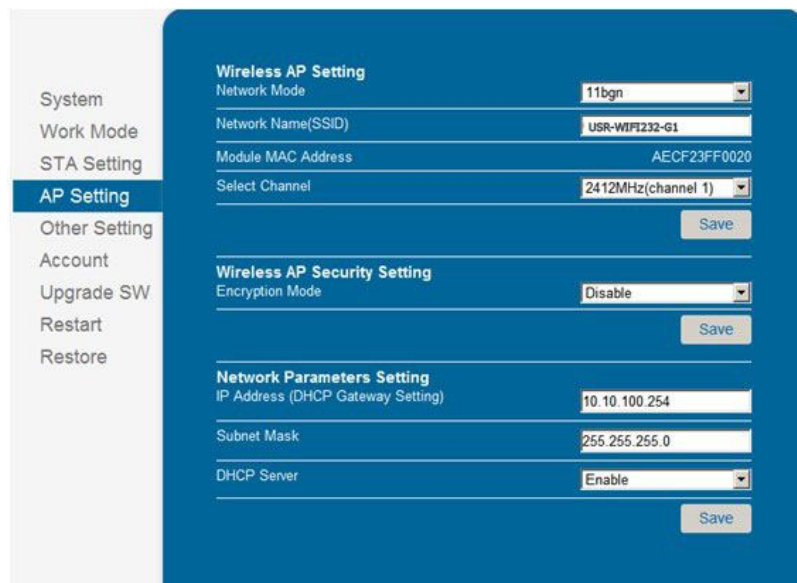 System
Work Mode
STA Setting
AP Setting
Other Setting
Account
Upgrade SW
Restart
Restore
Wireless AP Setting
Network Mode 11bgn
Network Name(SSID) USR-WIFI232-G1
Module MAC Address AECF23FF0020
Select Channel 2412MHz(channel 1)
Save
Wireless AP Security Setting
Encryption Mode Disable
Save
Network Parameters Setting
IP Address (DHCP Gateway Setting) 10.10.100.254
Subnet Mask 255.255.255.0
DHCP Server Enable
Save